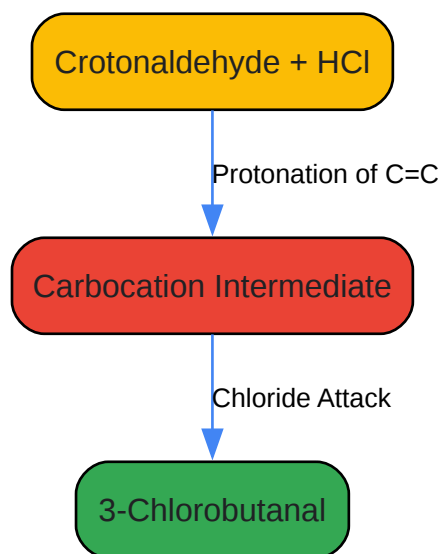 Crotonaldehyde + HCl
Protonation of C=C
Carbocation Intermediate
Chloride Attack
3-Chlorobutanal